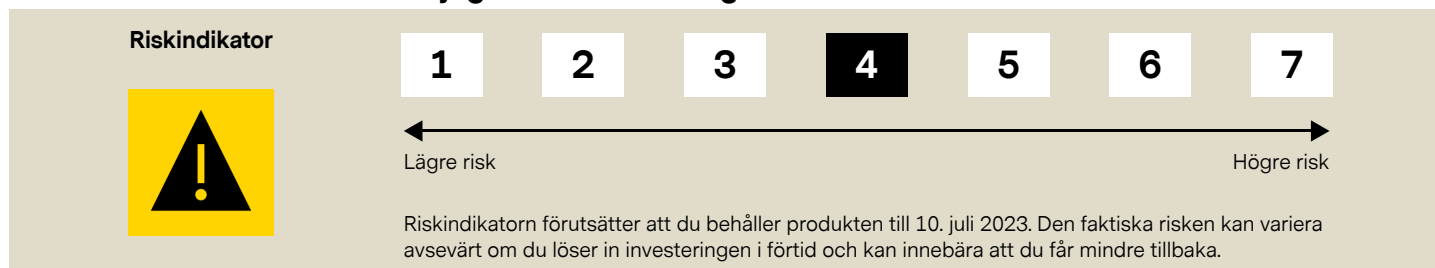 Riskindikator
1 2 3 4 5 6 7
Lägre risk Högre risk
Riskindikatorn förutsätter att du behåller produkten till 10. juli 2023. Den faktiska risken kan variera
avsevärt om du löser in investeringen i förtid och kan innebära att du får mindre tillbaka.